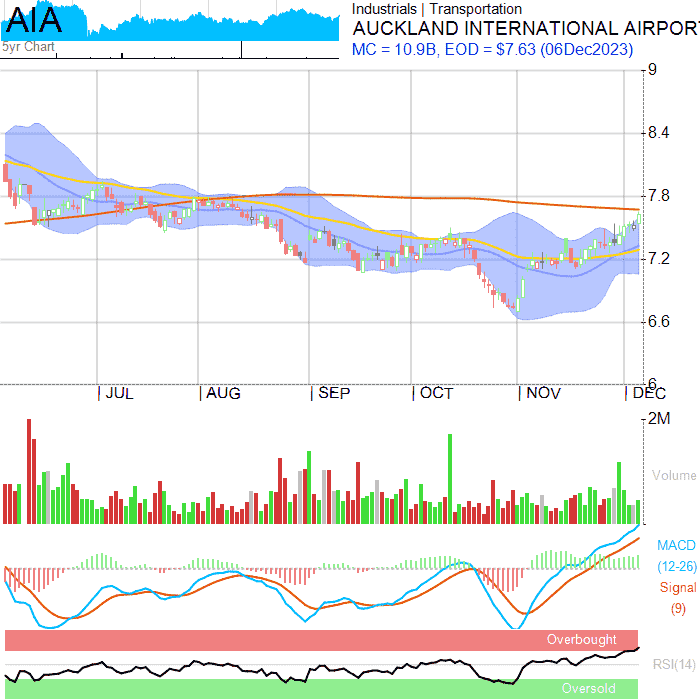 AIA
5yr Chart
Industrials | Transportation
AUCKLAND INTERNATIONAL AIRPOR
MC = 10.9B, EOD = $7.63 (06Dec2023)
9
8.4
7.8
7.2
6.6
6
JUL AUG SEP OCT NOV DEC
2M
Volume
MACD
(12-26)
Signal
(9)
Overbought
RSI(14)
Oversold